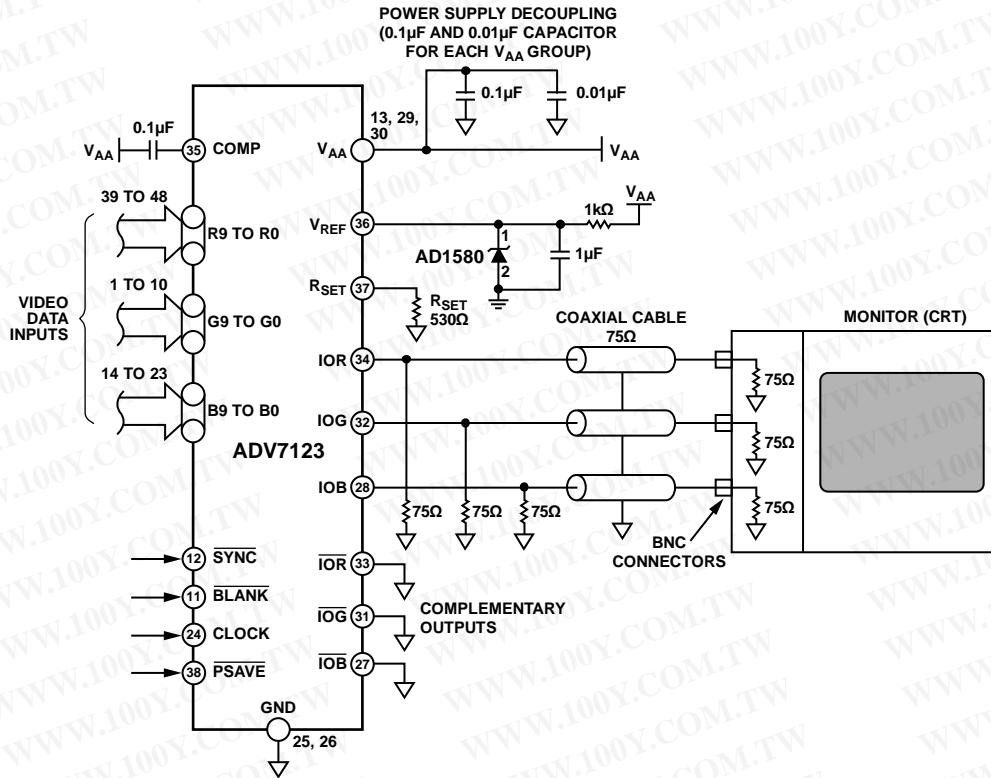 POWER SUPPLY DECOUPLING
(0.1µF AND 0.01µF CAPACITOR
FOR EACH VAA GROUP)
0.1µF
0.01µF
13, 29,
30
VAA
VAA
0.1µF
VAA
35
COMP
39 TO 48
R9 TO R0
VIDEO
DATA
INPUTS
1 TO 10
G9 TO G0
14 TO 23
B9 TO B0
ADV7123
VREF
36
VAA
1kΩ
AD1580
1
2
1µF
RSET
37
RSET
530Ω
COAXIAL CABLE
75Ω
MONITOR (CRT)
IOR
34
75Ω
IOG
32
75Ω
IOB
28
75Ω
75Ω
75Ω
75Ω
BNC
CONNECTORS
12
SYNC
11
BLANK
24
CLOCK
38
PSAVE
IOR
33
IOG
31
COMPLEMENTARY
OUTPUTS
IOB
27
GND
25, 26
WWW.100Y.COM.TW